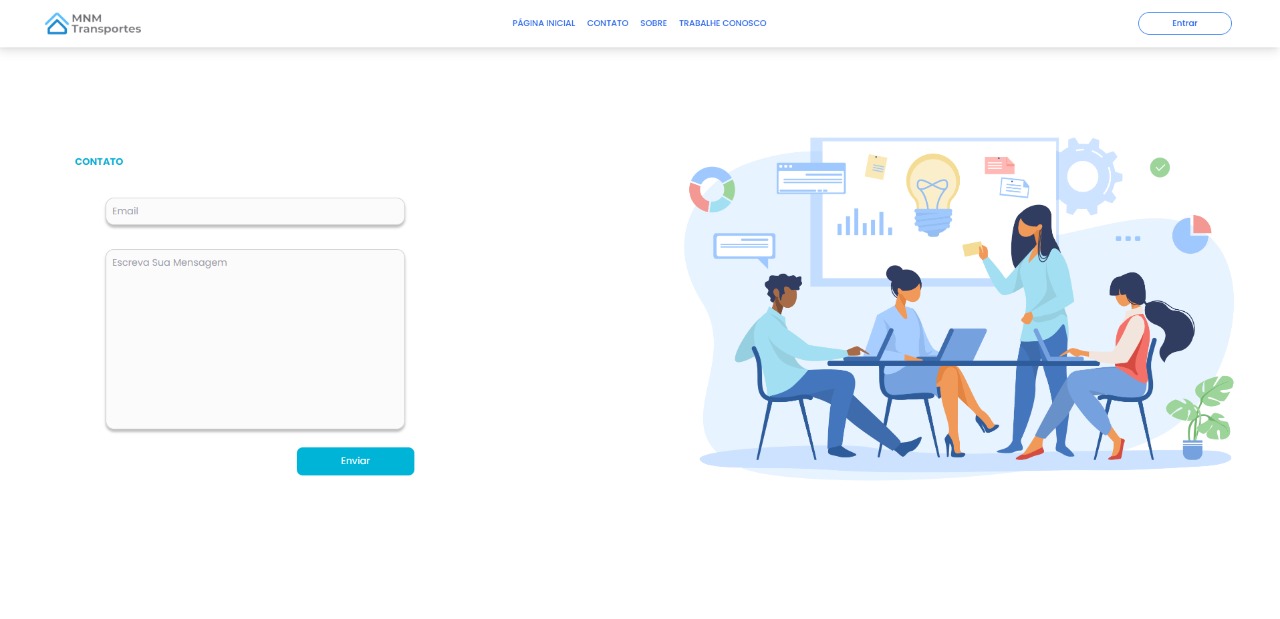 MNM
Transportes
PÁGINA INICIAL CONTATO SOBRE TRABALHE CONOSCO
Entrar
CONTATO
Email
Escreva Sua Mensagem
Enviar